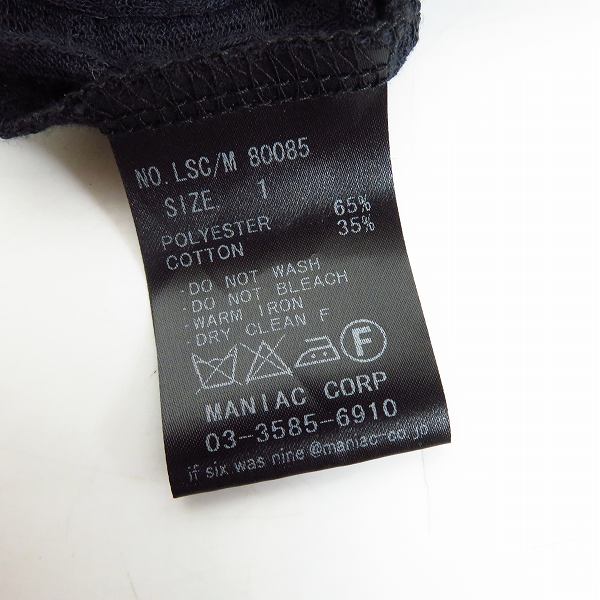 NO. LSC/M 80085
SIZE 1
POLYESTER 65%
COTTON 35%
· DO NOT WASH
· DO NOT BLEACH
· WARM IRON
· DRY CLEAN F
F
MANIAC CORP
03-3585-6910
if six was nine @maniac-co.jp